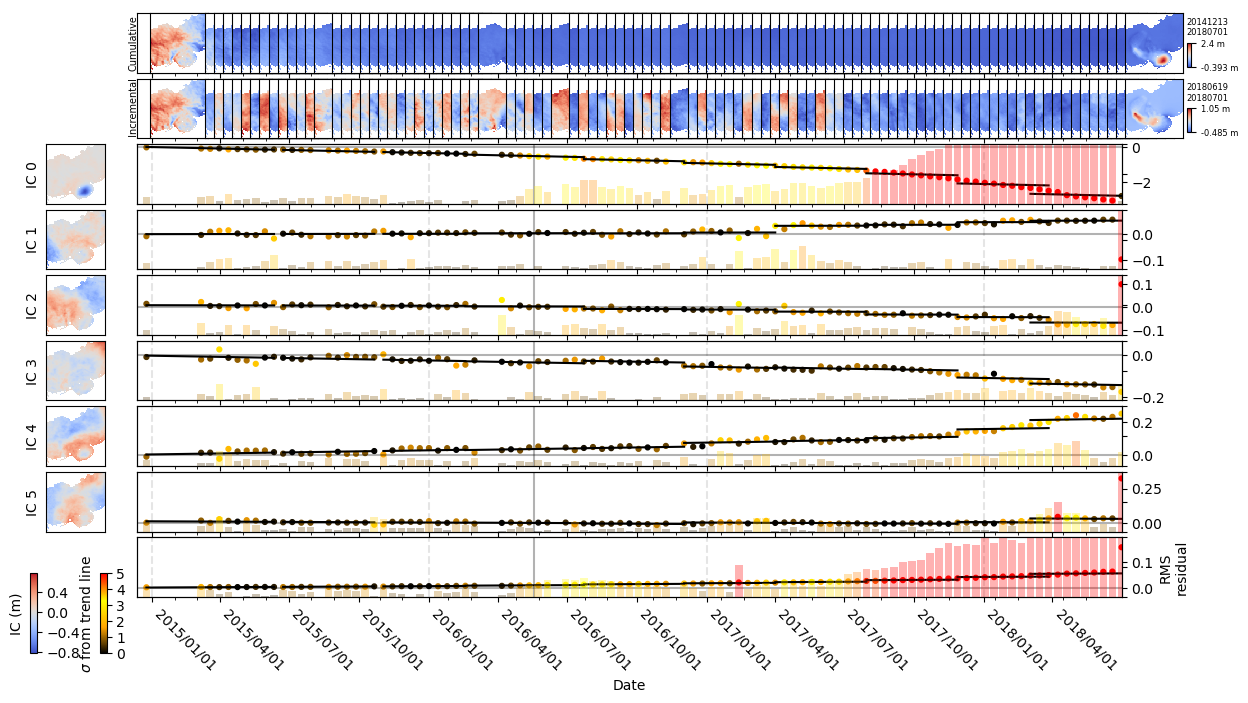 Cumulative
20141213
20180701
2.4 m
-0.393 m
Incremental
20180619
20180701
1.05 m
-0.485 m
IC 0
0
−2
IC 1
0.0
−0.1
IC 2
0.1
0.0
−0.1
IC 3
0.0
−0.2
IC 4
0.2
0.0
IC 5
0.25
0.00
RMS
residual
0.1
0.0
IC (m)
0.4
0.0
−0.4
−0.8
σ from trend line
5
4
3
2
1
0
2015/01/01
2015/04/01
2015/07/01
2015/10/01
2016/01/01
2016/04/01
2016/07/01
2016/10/01
2017/01/01
2017/04/01
2017/07/01
2017/10/01
2018/01/01
2018/04/01
Date